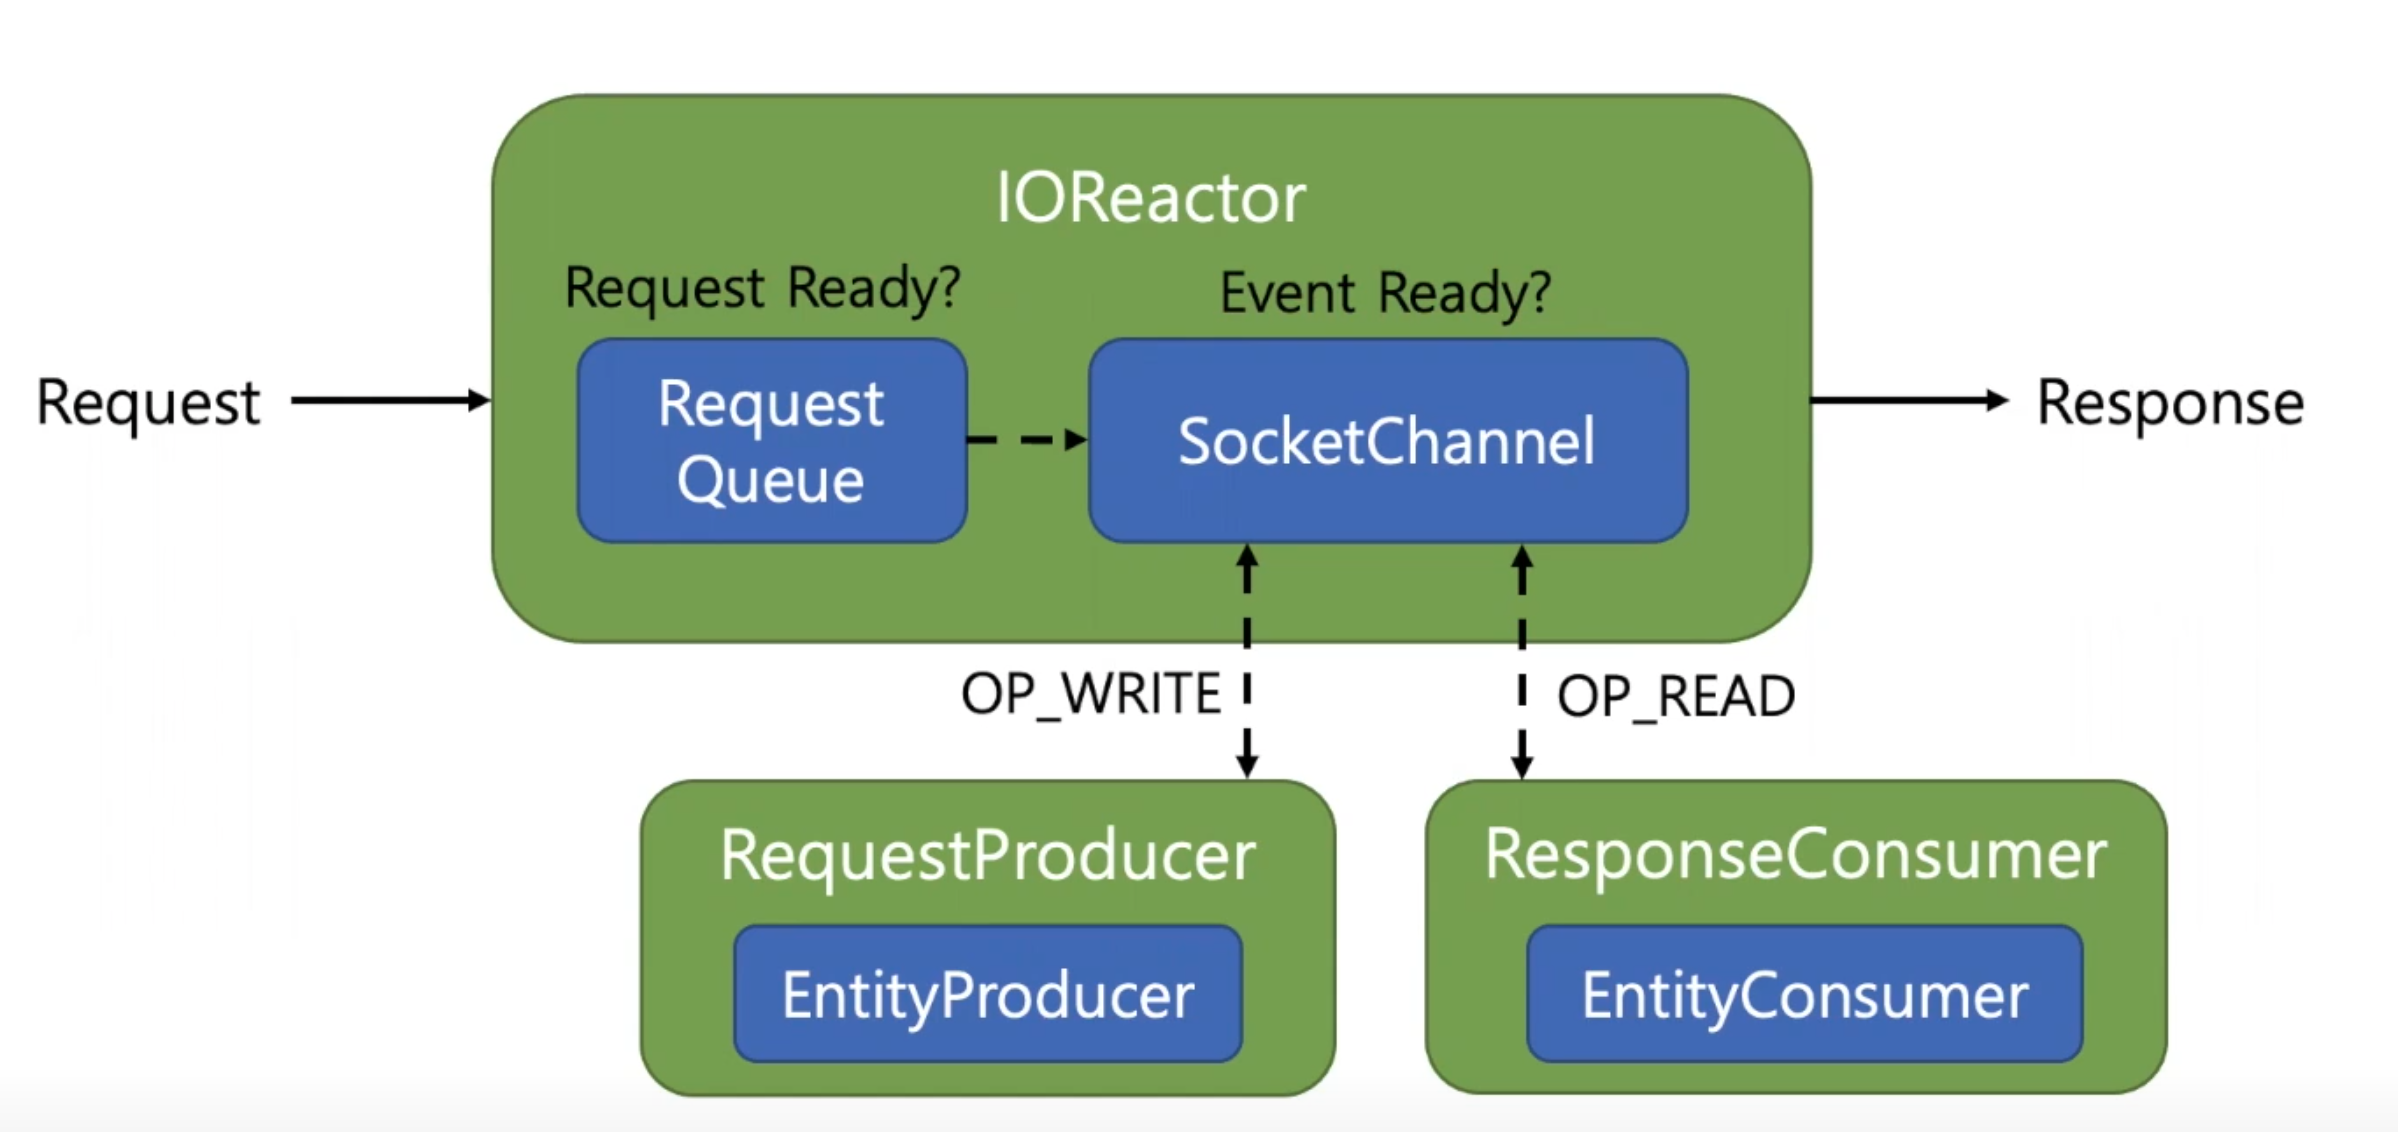 IOReactor
Request Ready?
Event Ready?
Request
Request
Queue
SocketChannel
Response
OP_WRITE
OP_READ
RequestProducer
ResponseConsumer
EntityProducer
EntityConsumer